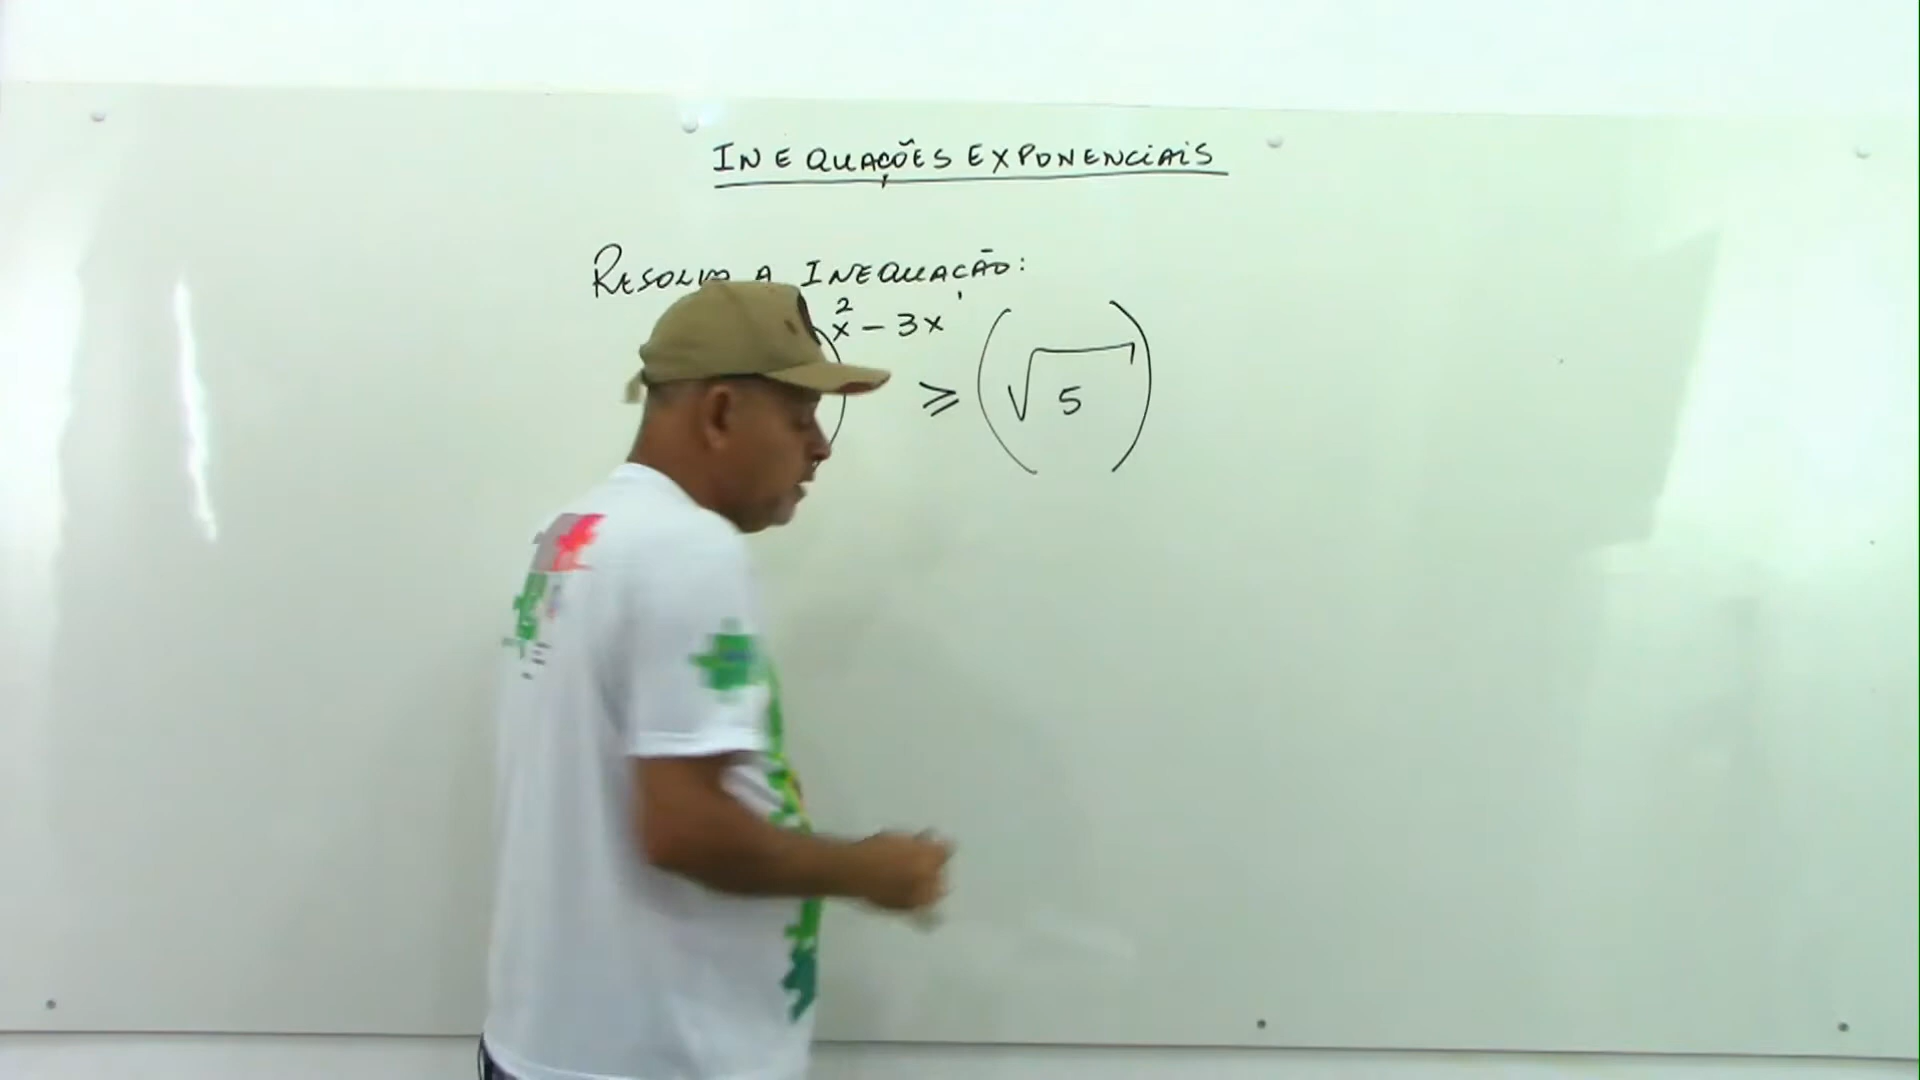 INEQUAÇÕES EXPONENCIAIS
RESOLVA A INEQUAÇÃO:
x² - 3x
≥ (√5)